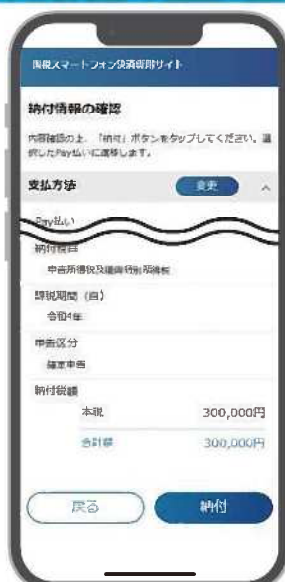 国税スマートフォン決済専用サイト
納付情報の確認
内容確認の上、「納付」ボタンをタップしてください。選
択したPay払いに遷移します。
支払方法
変更
Pay払い
納付税目
申告所得税及復興特別所得税
課税期間（自）
令和4年
申告区分
確定申告
納付税額
本税 300,000円
合計額 300,000円
戻る
納付